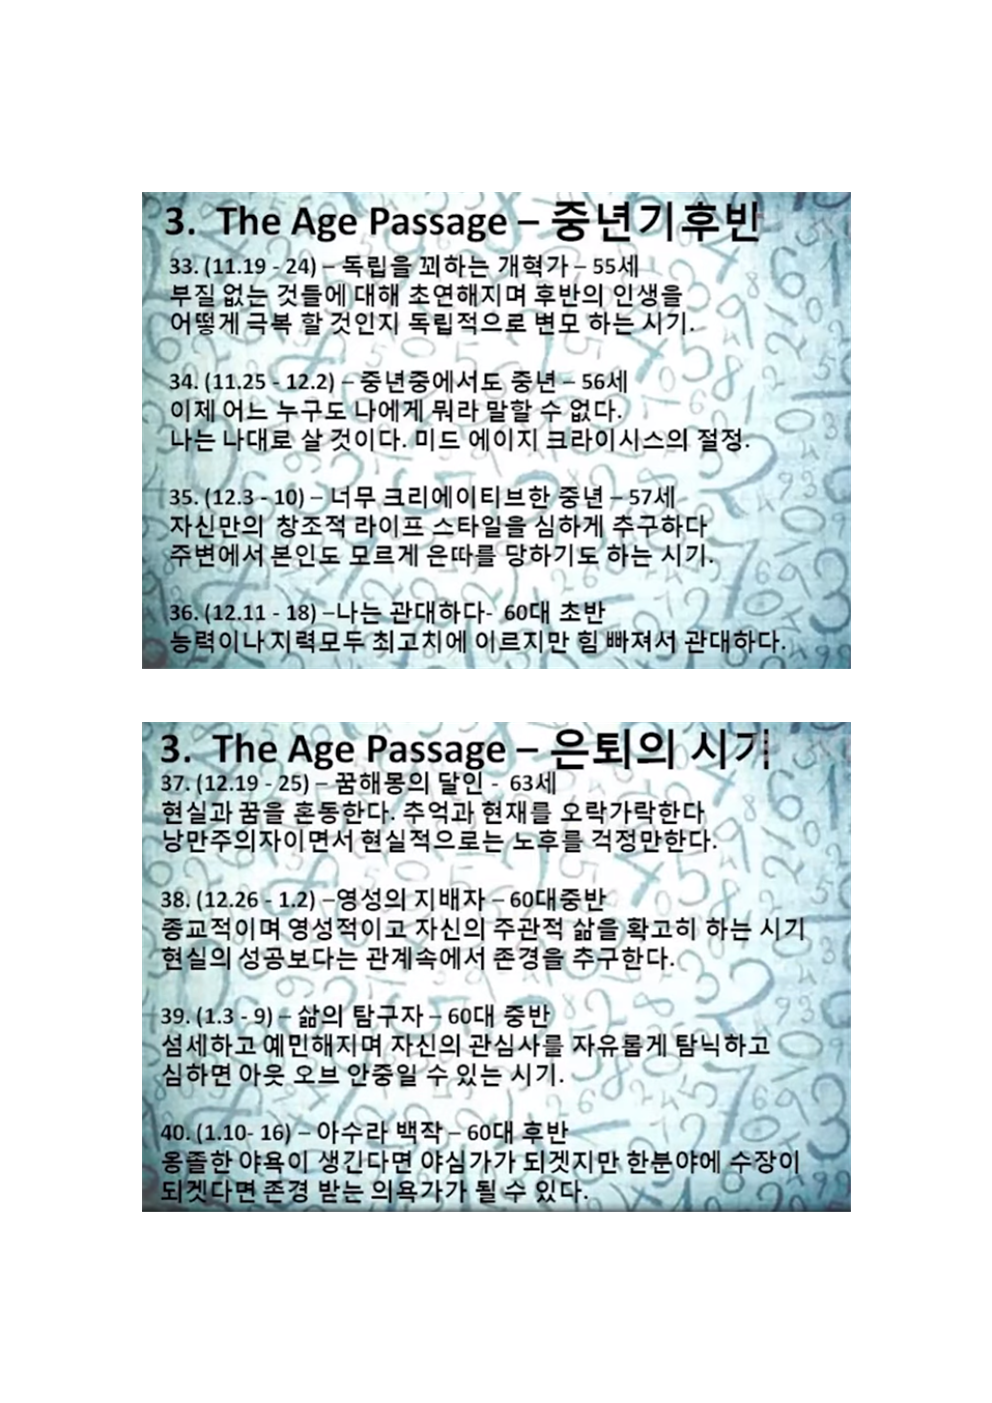 3. The Age Passage – 중년기후반
33. (11.19 - 24) – 독립을 꾀하는 개혁가 – 55세
부질 없는 것들에 대해 초연해지며 후반의 인생을
어떻게 극복 할 것인지 독립적으로 변모 하는 시기.
34. (11.25 - 12.2) – 중년중에서도 중년 – 56세
이제 어느 누구도 나에게 뭐라 말할 수 없다.
나는 나대로 살 것이다. 미드 에이지 크라이시스의 절정.
35. (12.3 - 10) – 너무 크리에이티브한 중년 – 57세
자신만의 창조적 라이프 스타일을 심하게 추구하다
주변에서 본인도 모르게 은따를 당하기도 하는 시기.
36. (12.11 - 18) –나는 관대하다- 60대 초반
능력이나지력모두 최고치에 이르지만 힘 빠져서 관대하다.
3. The Age Passage – 은퇴의 시기
37. (12.19 - 25) – 꿈해몽의 달인 - 63세
현실과 꿈을 혼동한다. 추억과 현재를 오락가락한다
낭만주의자이면서 현실적으로는 노후를 걱정만한다.
38. (12.26 - 1.2) –영성의 지배자 – 60대중반
종교적이며 영성적이고 자신의 주관적 삶을 확고히 하는 시기
현실의 성공보다는 관계속에서 존경을 추구한다.
39. (1.3 - 9) – 삶의 탐구자 – 60대 중반
섬세하고 예민해지며 자신의 관심사를 자유롭게 탐닉하고
심하면 아웃 오브 안중일 수 있는 시기.
40. (1.10- 16) – 아수라 백작 – 60대 후반
옹졸한 야욕이 생긴다면 야심가가 되겟지만 한분야에 수장이
되겟다면 존경 받는 의욕가가 될 수 있다.